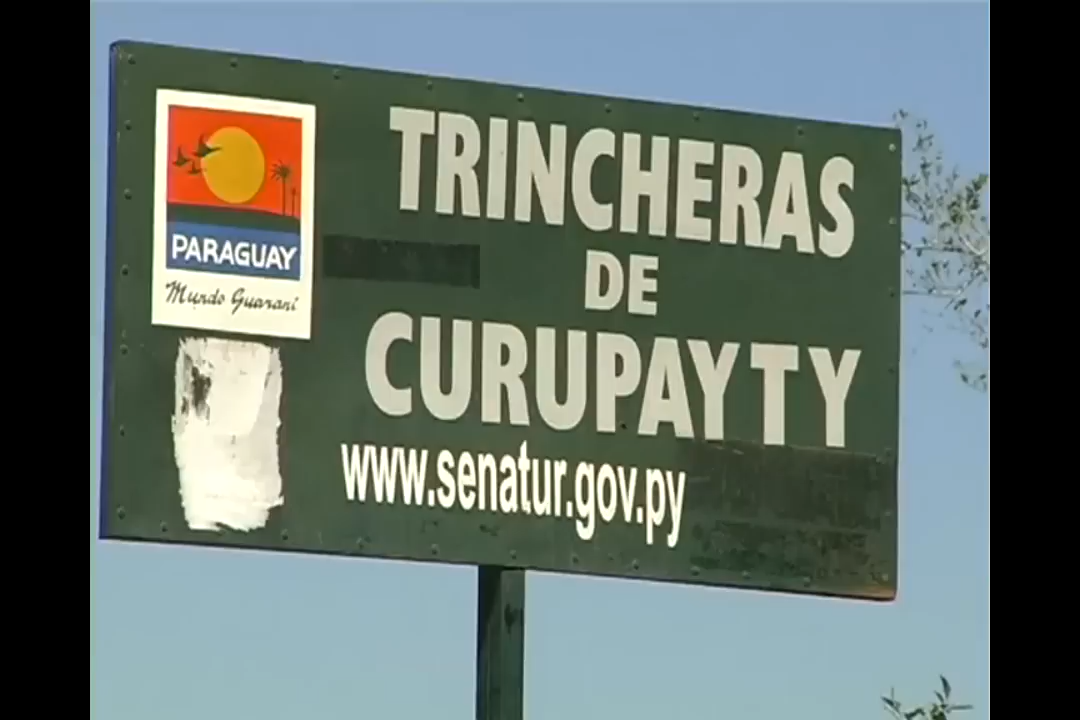 PARAGUAY
Mundo Guaraní
TRINCHERAS
DE
CURUPAYTY
www.senatur.gov.py